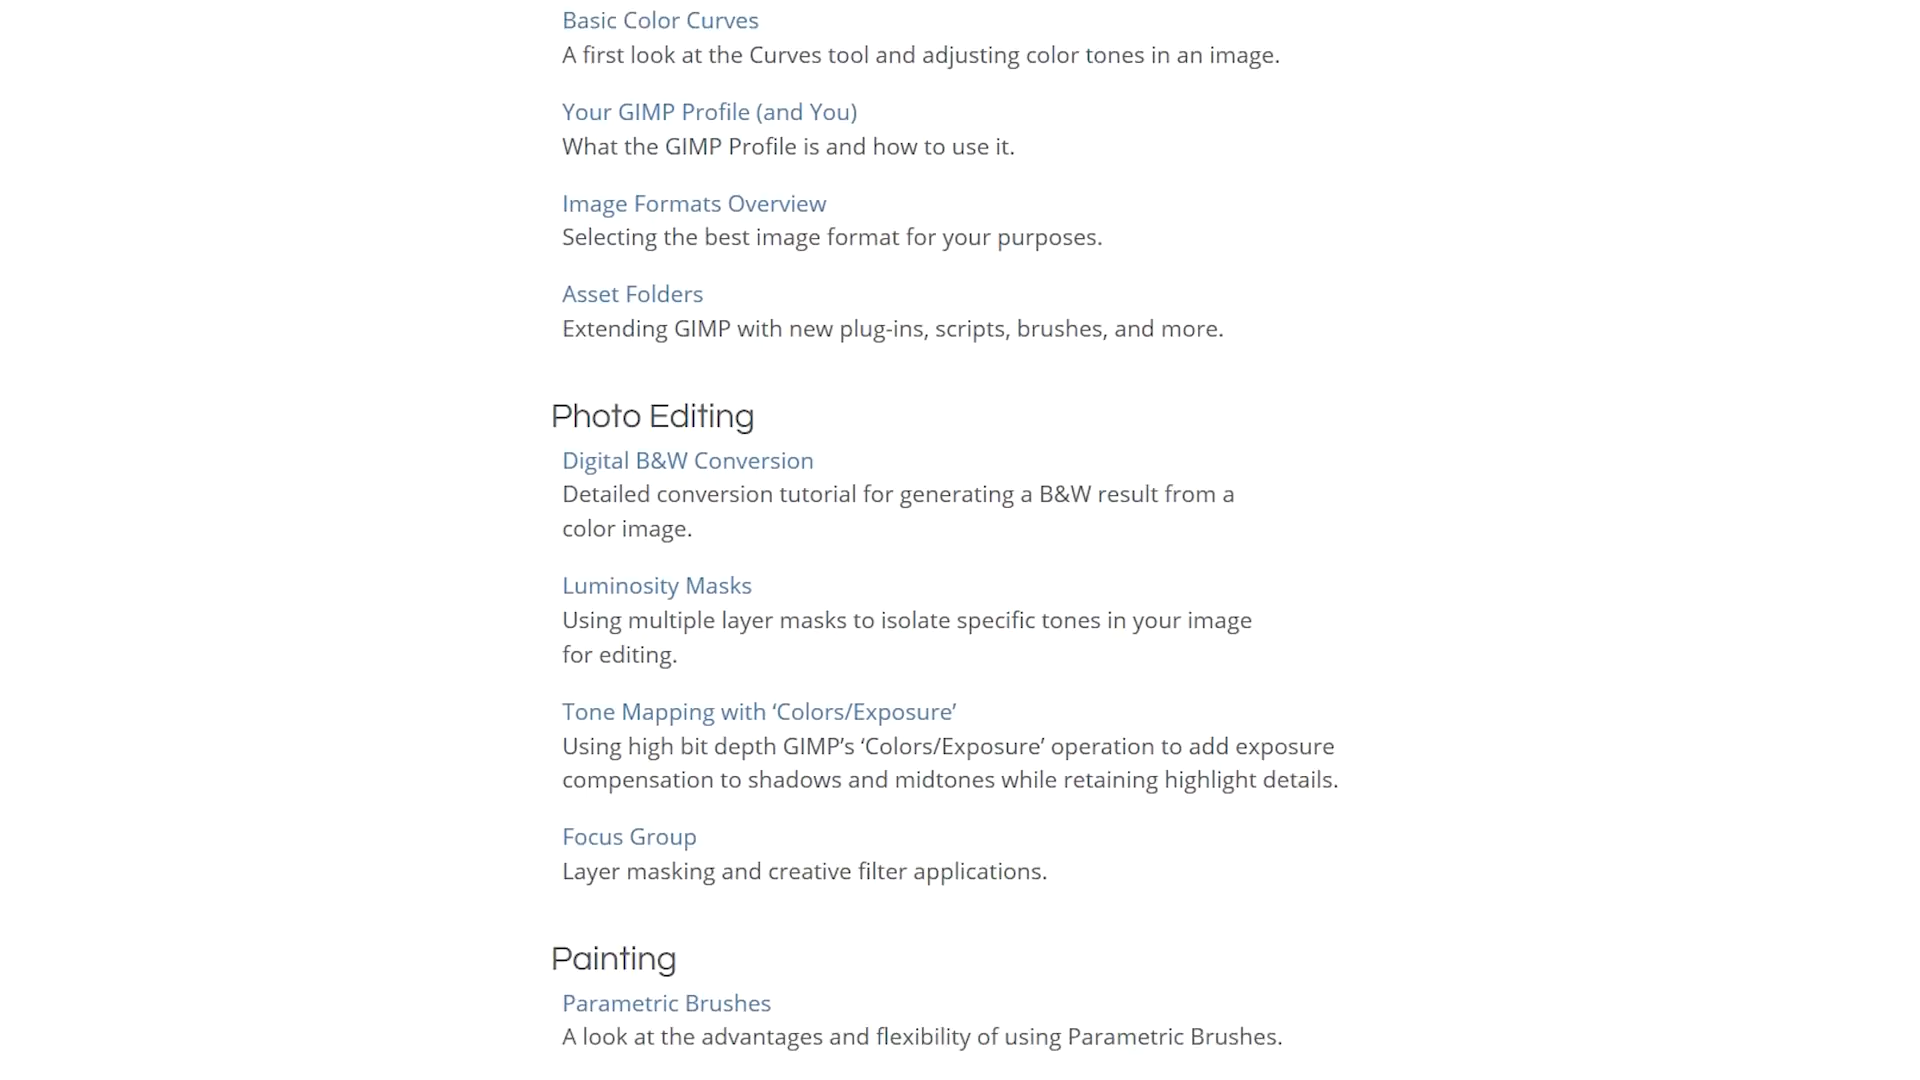 Basic Color Curves
A first look at the Curves tool and adjusting color tones in an image.
Your GIMP Profile (and You)
What the GIMP Profile is and how to use it.
Image Formats Overview
Selecting the best image format for your purposes.
Asset Folders
Extending GIMP with new plug-ins, scripts, brushes, and more.
Photo Editing
Digital B&W Conversion
Detailed conversion tutorial for generating a B&W result from a
color image.
Luminosity Masks
Using multiple layer masks to isolate specific tones in your image
for editing.
Tone Mapping with ‘Colors/Exposure’
Using high bit depth GIMP’s ‘Colors/Exposure’ operation to add exposure
compensation to shadows and midtones while retaining highlight details.
Focus Group
Layer masking and creative filter applications.
Painting
Parametric Brushes
A look at the advantages and flexibility of using Parametric Brushes.